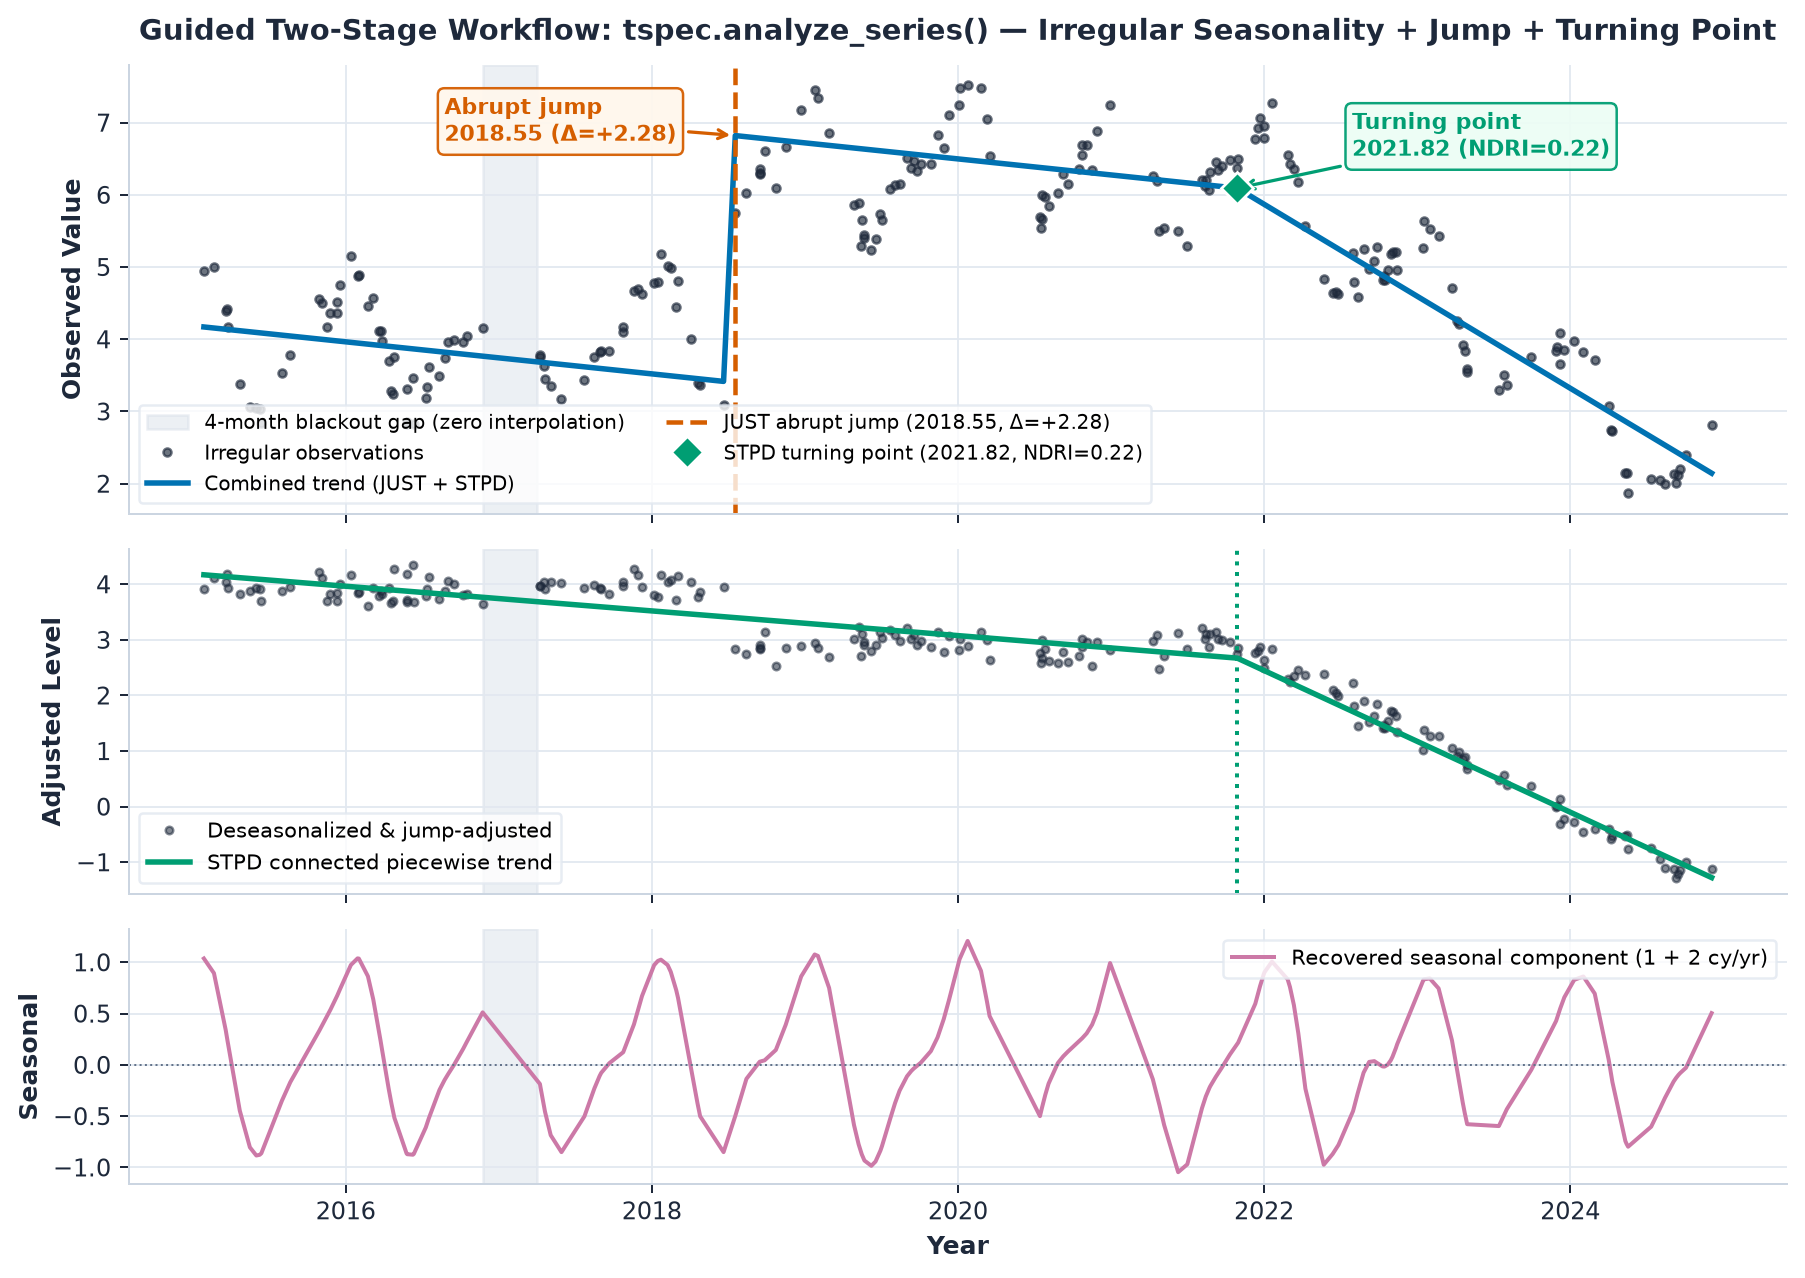 Guided Two-Stage Workflow: tspec.analyze_series() — Irregular Seasonality + Jump + Turning Point
Observed Value
7
6
5
4
3
2
Abrupt jump
2018.55 (Δ=+2.28)
Turning point
2021.82 (NDRI=0.22)
4-month blackout gap (zero interpolation)
Irregular observations
Combined trend (JUST + STPD)
JUST abrupt jump (2018.55, Δ=+2.28)
STPD turning point (2021.82, NDRI=0.22)
Adjusted Level
4
3
2
1
0
−1
Deseasonalized & jump-adjusted
STPD connected piecewise trend
Seasonal
1.0
0.5
0.0
−0.5
−1.0
Recovered seasonal component (1 + 2 cy/yr)
2016 2018 2020 2022 2024
Year